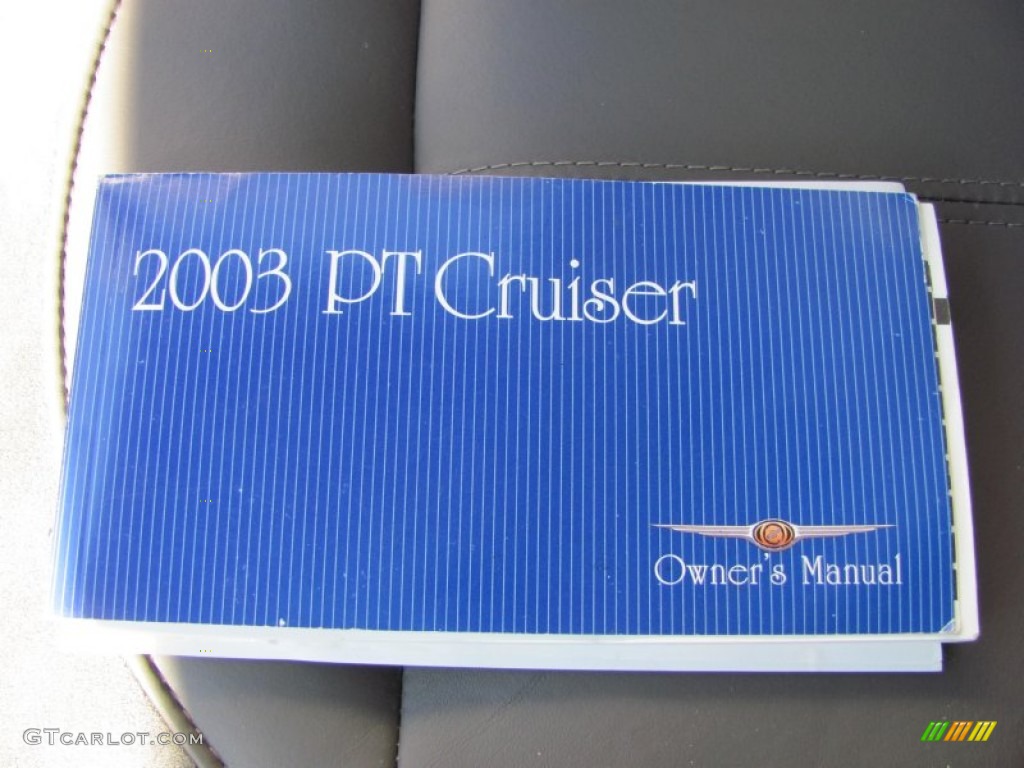 2003 PT Cruiser
Owner's Manual
GTCARLOT.COM